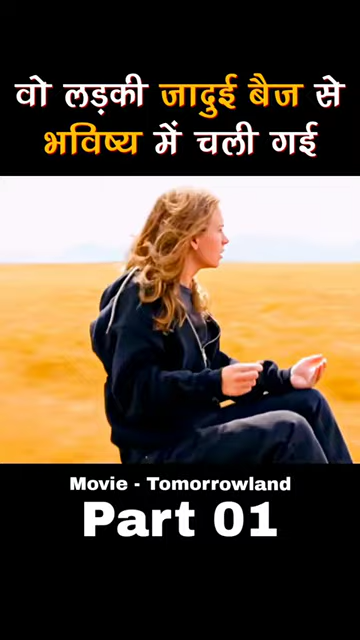 वो लड़की जादुई बैज से
भविष्य में चली गई
Movie - Tomorrowland
Part 01